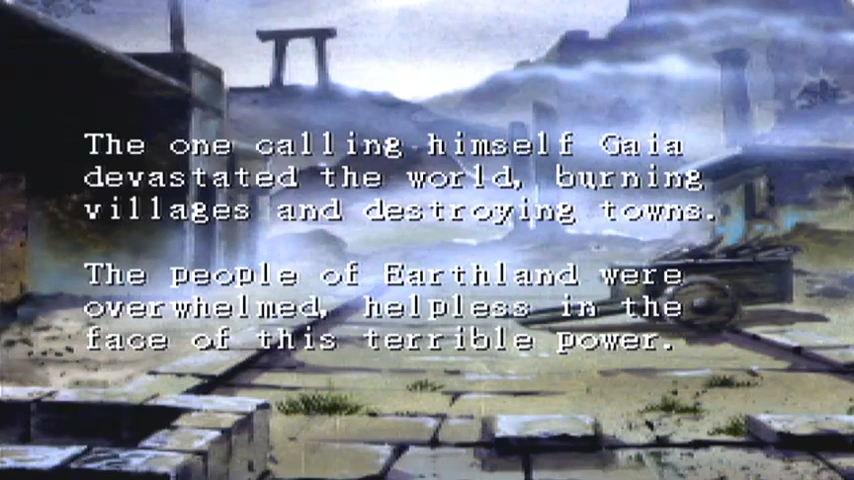 The one calling himself Gaia
devastated the world, burning
villages and destroying towns.
The people of Earthland were
overwhelmed, helpless in the
face of this terrible power.